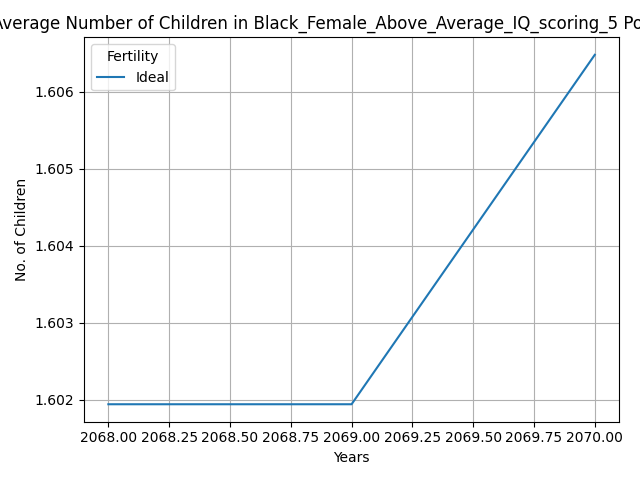 Average Number of Children in Black_Female_Above_Average_IQ_scoring_5 Po
Fertility
Ideal
1.606
1.605
1.604
1.603
1.602
No. of Children
2068.00 2068.25 2068.50 2068.75 2069.00 2069.25 2069.50 2069.75 2070.00
Years